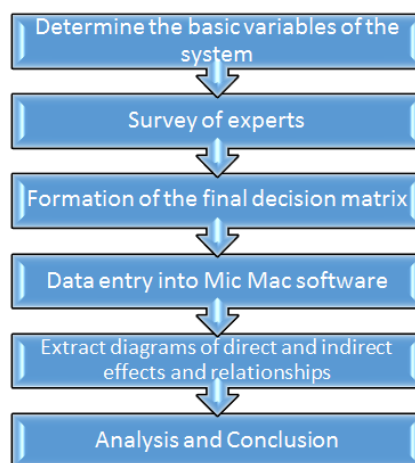 Determine the basic variables of the
system
Survey of experts
Formation of the final decision matrix
Data entry into Mic Mac software
Extract diagrams of direct and indirect
effects and relationships
Analysis and Conclusion